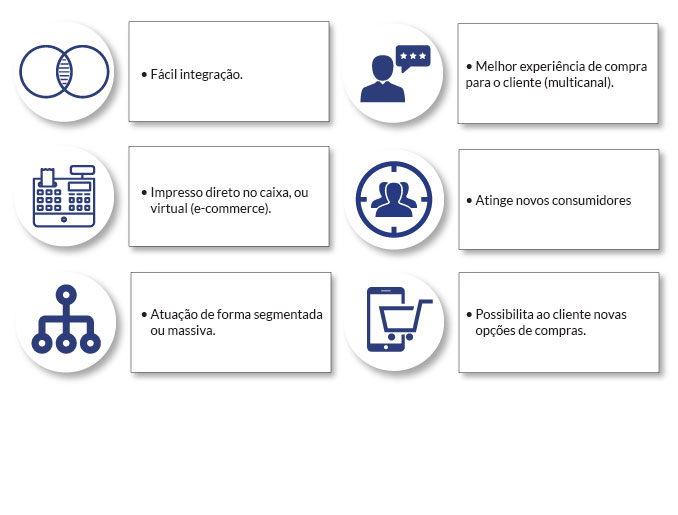 • Fácil integração.
• Melhor experiência de compra
para o cliente (multicanal).
• Impresso direto no caixa, ou
virtual (e-commerce).
• Atinge novos consumidores
• Atuação de forma segmentada
ou massiva.
• Possibilita ao cliente novas
opções de compras.